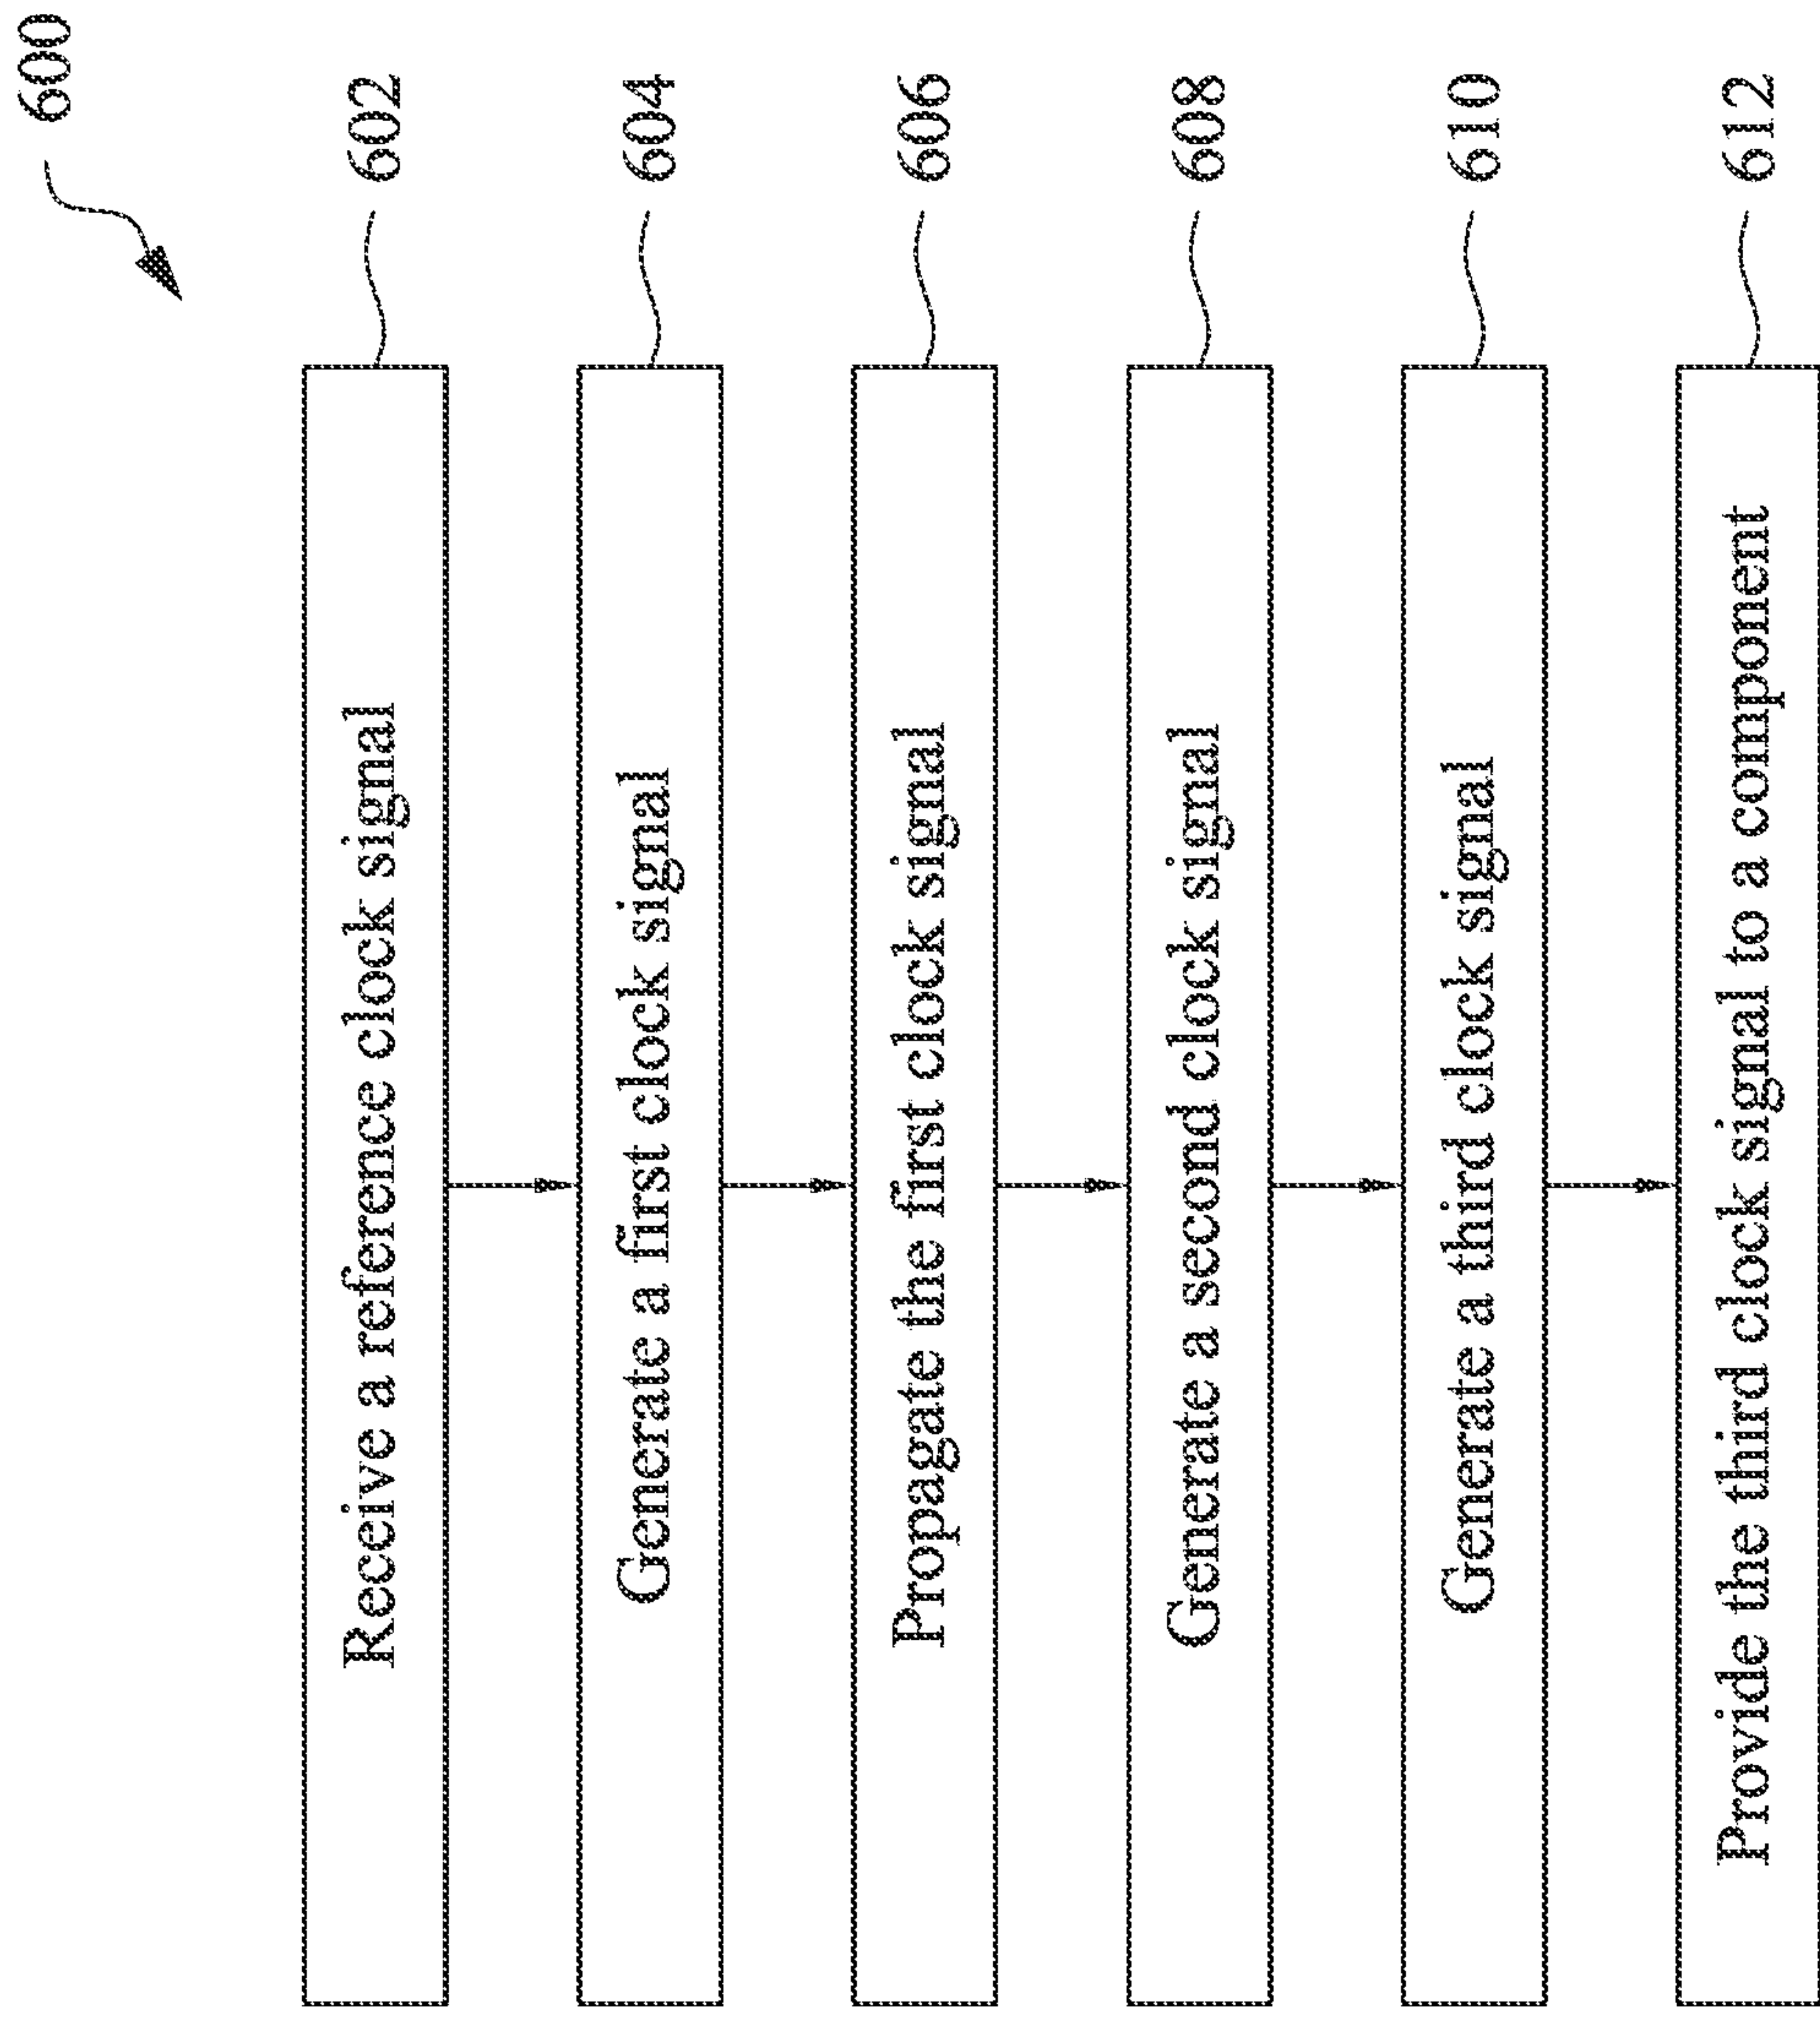 600
Receive a reference clock signal
602
Generate a first clock signal
604
Propagate the first clock signal
606
Generate a second clock signal
608
Generate a third clock signal
610
Provide the third clock signal to a component
612